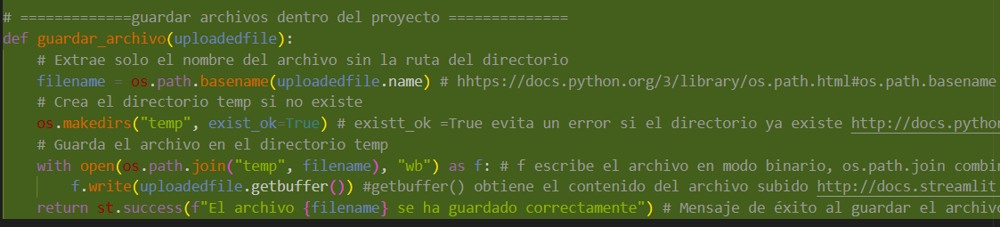 # =============guardar archivos dentro del proyecto ==============
def guardar_archivo(uploadedfile):
    # Extrae solo el nombre del archivo sin la ruta del directorio
    filename = os.path.basename(uploadedfile.name) # hhtps://docs.python.org/3/library/os.path.html#os.path.basename
    # Crea el directorio temp si no existe
    os.makedirs("temp", exist_ok=True) # existt_ok =True evita un error si el directorio ya existe http://docs.python
    # Guarda el archivo en el directorio temp
    with open(os.path.join("temp", filename), "wb") as f: # f escribe el archivo en modo binario, os.path.join combin
        f.write(uploadedfile.getbuffer()) #getbuffer() obtiene el contenido del archivo subido http://docs.streamlit
    return st.success(f"El archivo {filename} se ha guardado correctamente") # Mensaje de éxito al guardar el archivo